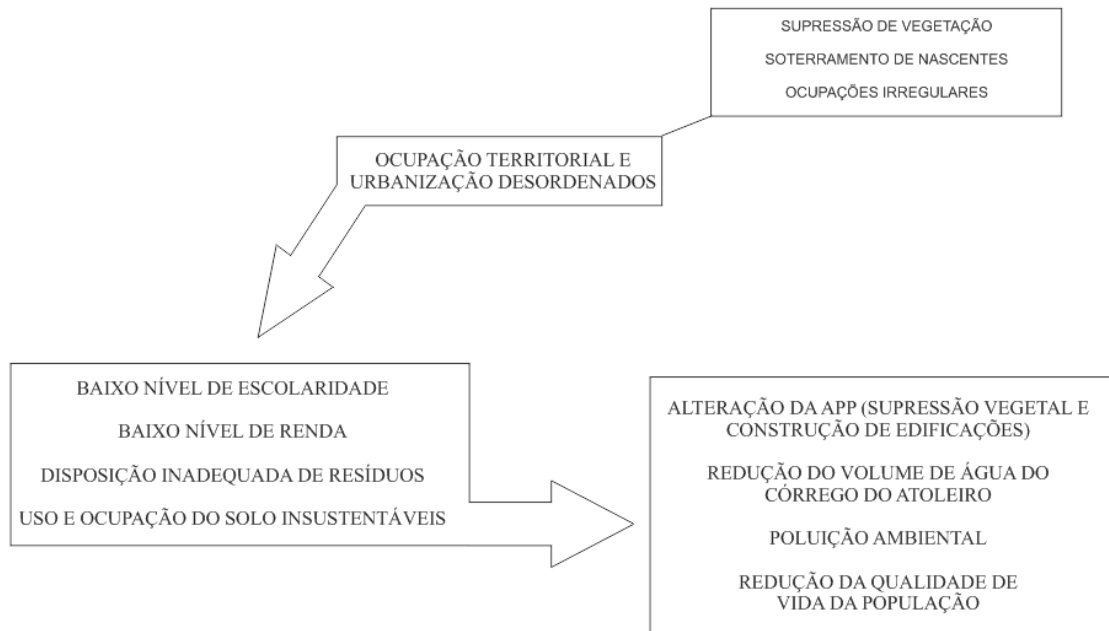 SUPRESSÃO DE VEGETAÇÃO
SOTERRAMENTO DE NASCENTES
OCUPAÇÕES IRREGULARES
OCUPAÇÃO TERRITORIAL E
URBANIZAÇÃO DESORDENADOS
BAIXO NÍVEL DE ESCOLARIDADE
BAIXO NÍVEL DE RENDA
DISPOSIÇÃO INADEQUADA DE RESÍDUOS
USO E OCUPAÇÃO DO SOLO INSUSTENTÁVEIS
ALTERAÇÃO DA APP (SUPRESSÃO VEGETAL E
CONSTRUÇÃO DE EDIFICAÇÕES)
REDUÇÃO DO VOLUME DE ÁGUA DO
CÓRREGO DO ATOLEIRO
POLUIÇÃO AMBIENTAL
REDUÇÃO DA QUALIDADE DE
VIDA DA POPULAÇÃO